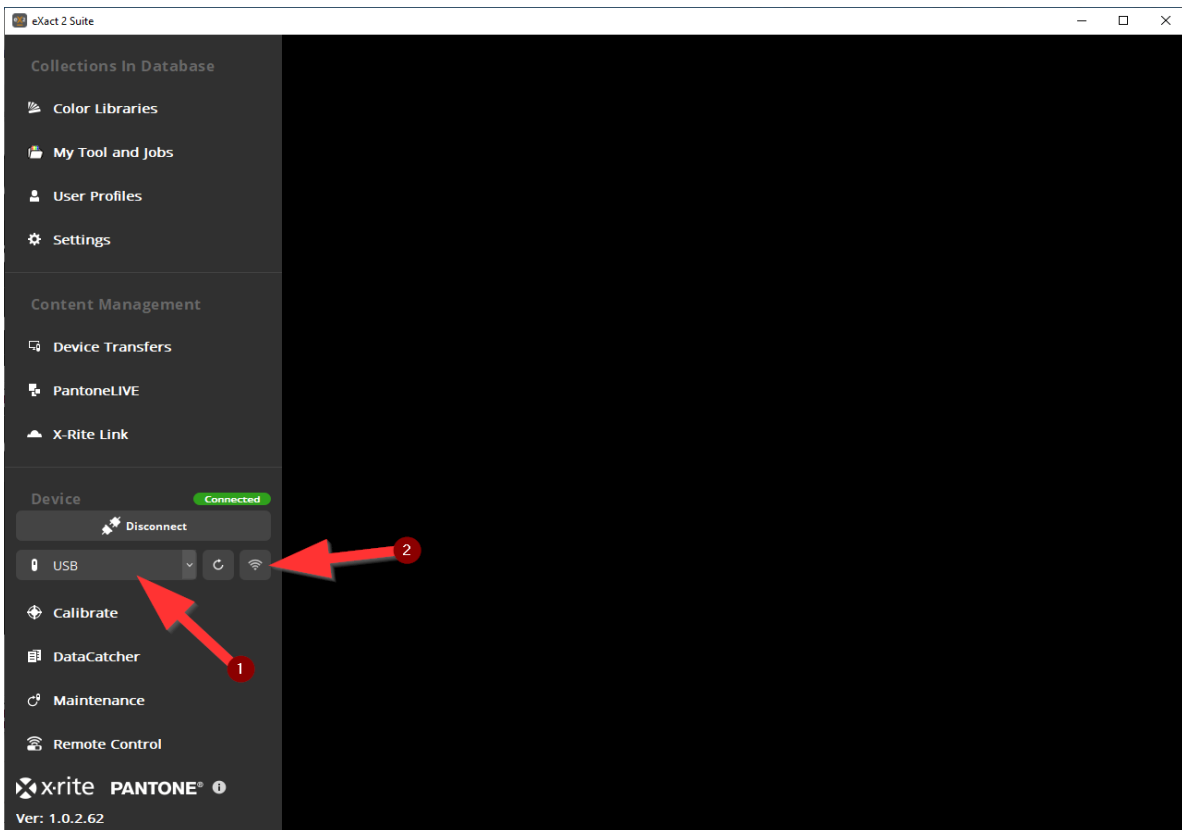 eXact 2 Suite
Collections In Database
Color Libraries
My Tool and Jobs
User Profiles
Settings
Content Management
Device Transfers
PantoneLIVE
X-Rite Link
Device Connected
Disconnect
USB
2
Calibrate
DataCatcher
1
Maintenance
Remote Control
x·rite PANTONE®
Ver: 1.0.2.62